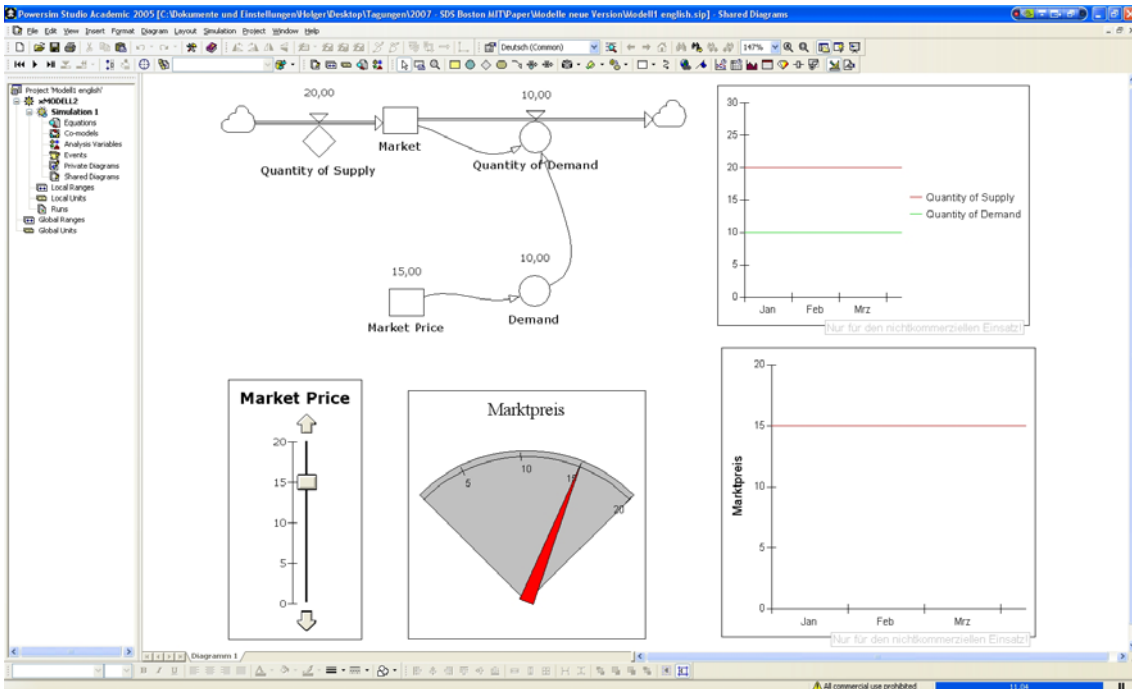 Powersim Studio Academic 2005 [C:\Dokumente und Einstellungen\Holger\Desktop\Tagungen\2007 - SDS Boston MIT\Paper\Modelle neue Version\Modell1 english.sip] - Shared Diagrams
File Edit View Insert Format Diagram Layout Simulation Project Window Help
Deutsch (Common)
147%
Project 'Modell1 english'
xMODELL2
Simulation 1
Equations
Co-models
Analysis Variables
Events
Private Diagrams
Shared Diagrams
Local Ranges
Local Units
Runs
Global Ranges
Global Units
20,00
10,00
Market
Quantity of Supply
Quantity of Demand
15,00
10,00
Market Price
Demand
30
25
20
15
10
5
0
Jan Feb Mrz
Quantity of Supply
Quantity of Demand
Nur für den nichtkommerziellen Einsatz!
Market Price
20
15
10
5
0
Marktpreis
5
10
15
20
Marktpreis
20
15
10
5
0
Jan Feb Mrz
Nur für den nichtkommerziellen Einsatz!
Diagramm 1
All commercial use prohibited
11.04